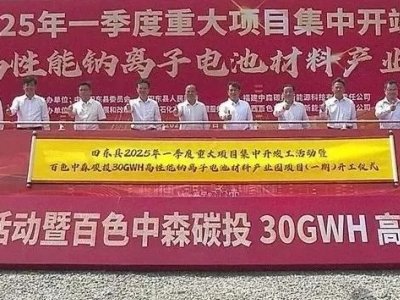 25年一季度重大项目集中开竣
高性能钠离子电池材料产业
田东县2025年一季度重大项目集中开竣工活动暨
百色中森碳投30GWH高性能钠离子电池材料产业园项目(一期)开工仪式
活动暨百色中森碳投 30GWH 高